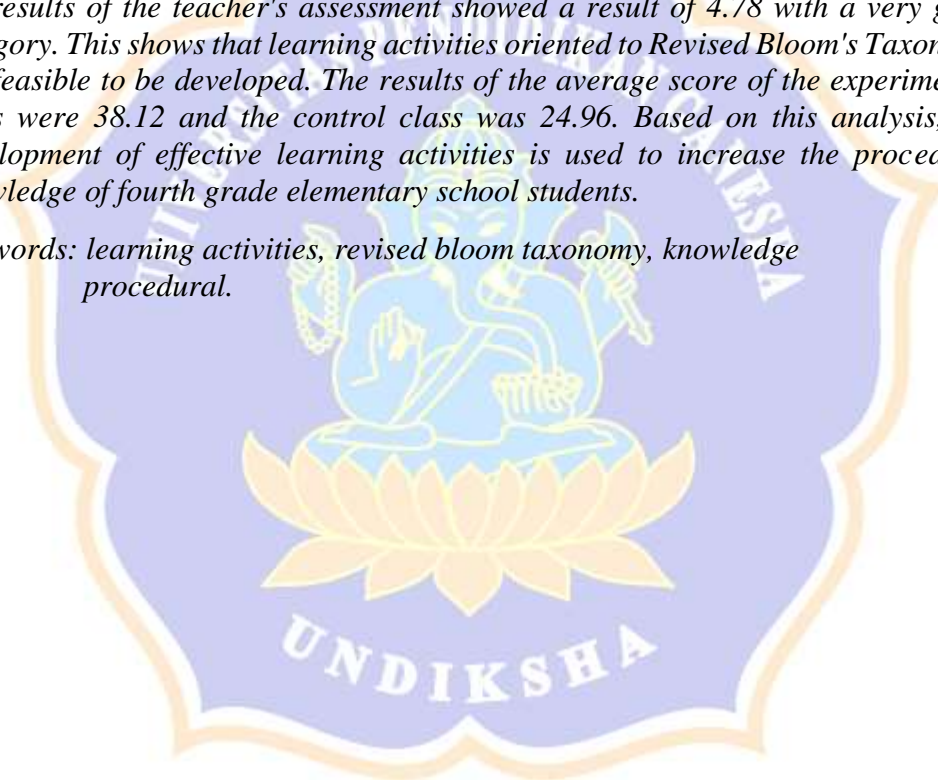 results of the teacher's assessment showed a result of 4.78 with a very g
gory. This shows that learning activities oriented to Revised Bloom's Taxon
feasible to be developed. The results of the average score of the experime
s were 38.12 and the control class was 24.96. Based on this analysis,
lopment of effective learning activities is used to increase the proced
ledge of fourth grade elementary school students.
words: learning activities, revised bloom taxonomy, knowledge
procedural.
UNIVERSITAS PENDIDIKAN GANESHA
UNDIKSHA